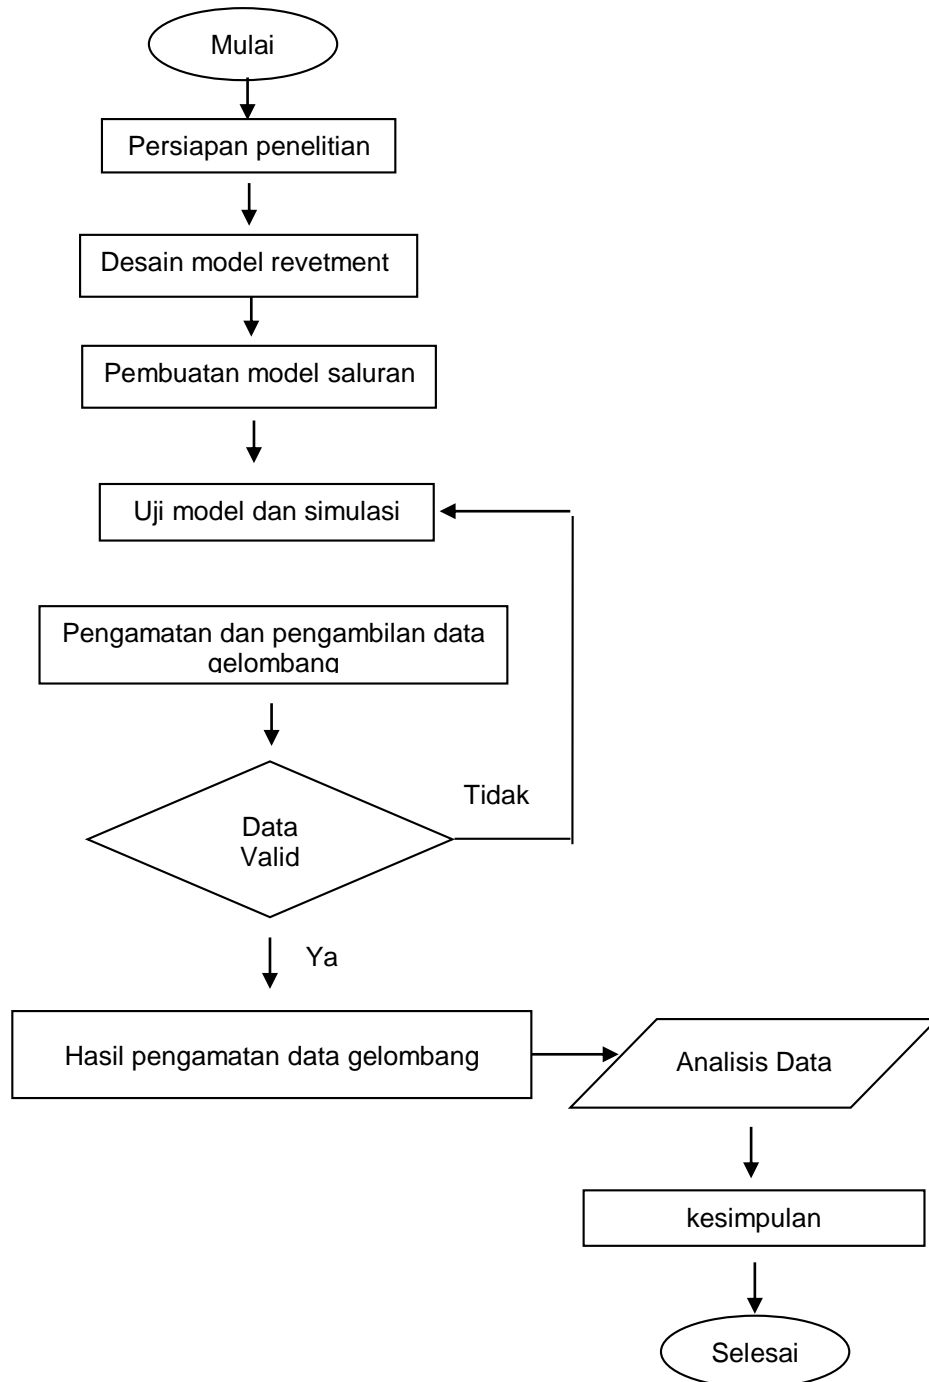 Mulai
Persiapan penelitian
Desain model revetment
Pembuatan model saluran
Uji model dan simulasi
Pengamatan dan pengambilan data
gelombang
Tidak
Data
Valid
Ya
Hasil pengamatan data gelombang
Analisis Data
kesimpulan
Selesai